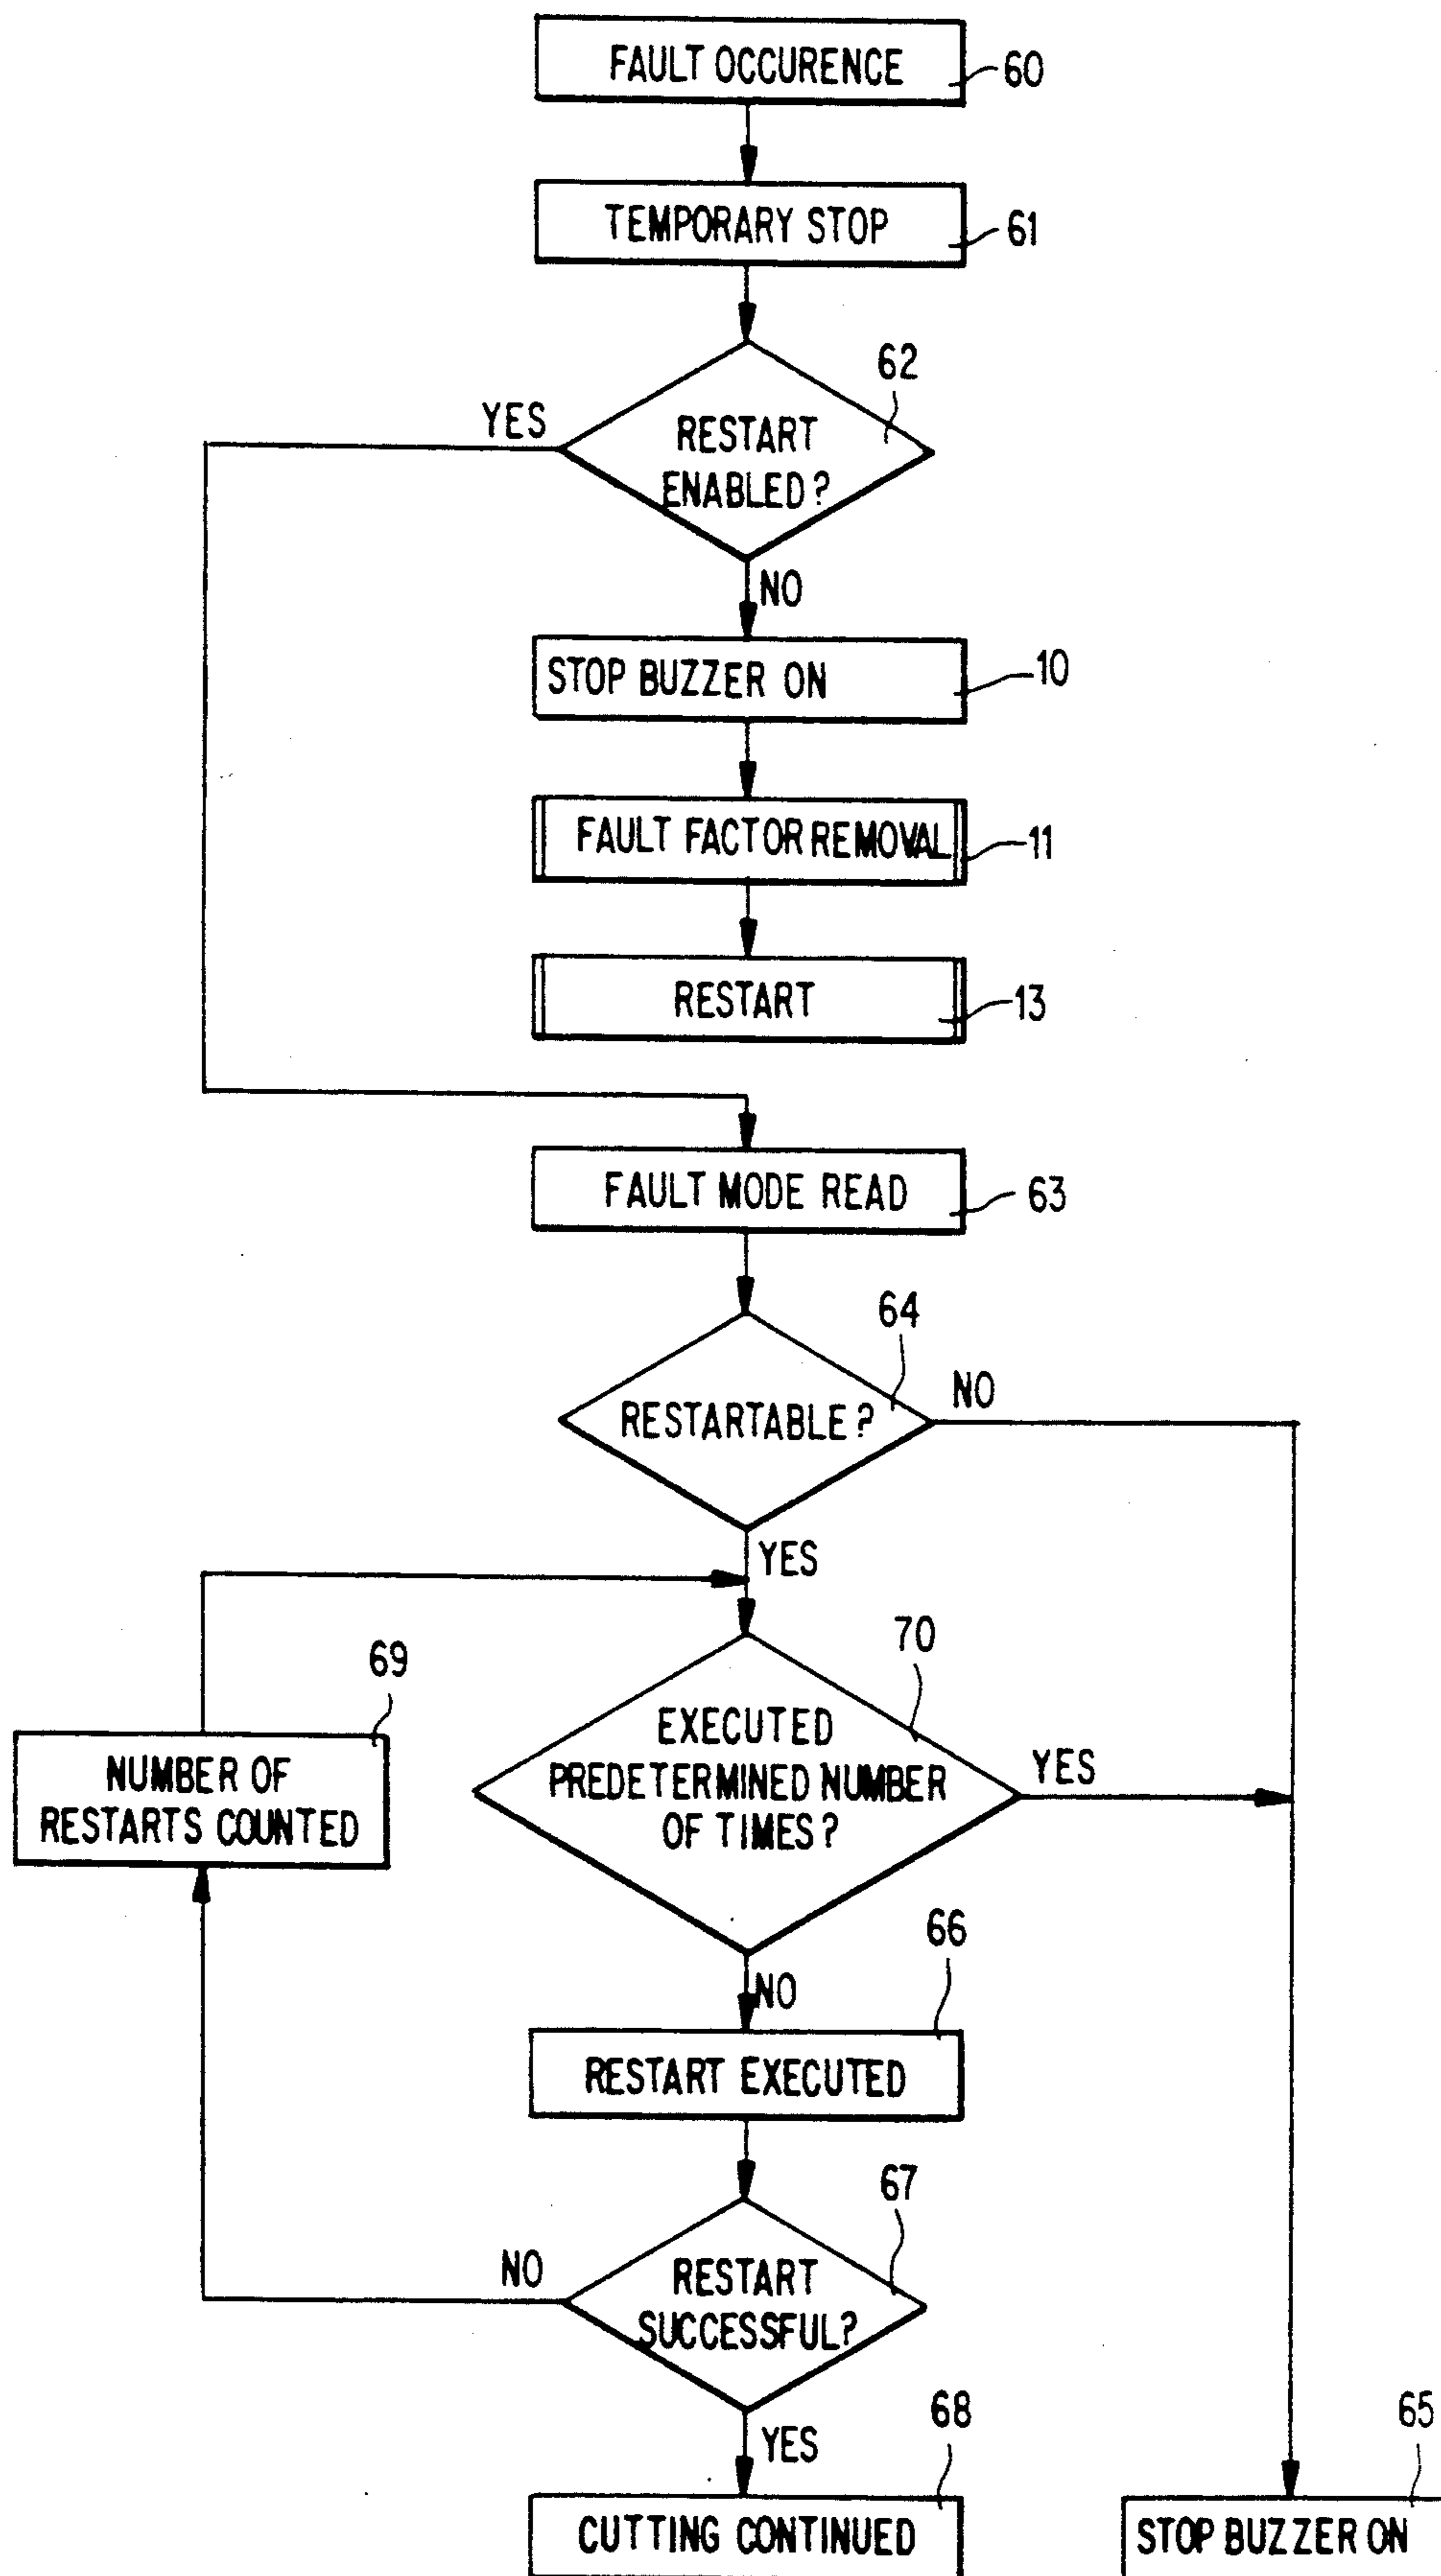 FAULT OCCURENCE
60
TEMPORARY STOP
61
62
YES
RESTART
ENABLED?
NO
STOP BUZZER ON
10
FAULT FACTOR REMOVAL
11
RESTART
13
FAULT MODE READ
63
64
RESTARTABLE?
NO
YES
70
69
EXECUTED
PREDETERMINED NUMBER
OF TIMES?
YES
NUMBER OF
RESTARTS COUNTED
66
NO
RESTART EXECUTED
67
NO
RESTART
SUCCESSFUL?
YES
68
65
CUTTING CONTINUED
STOP BUZZER ON